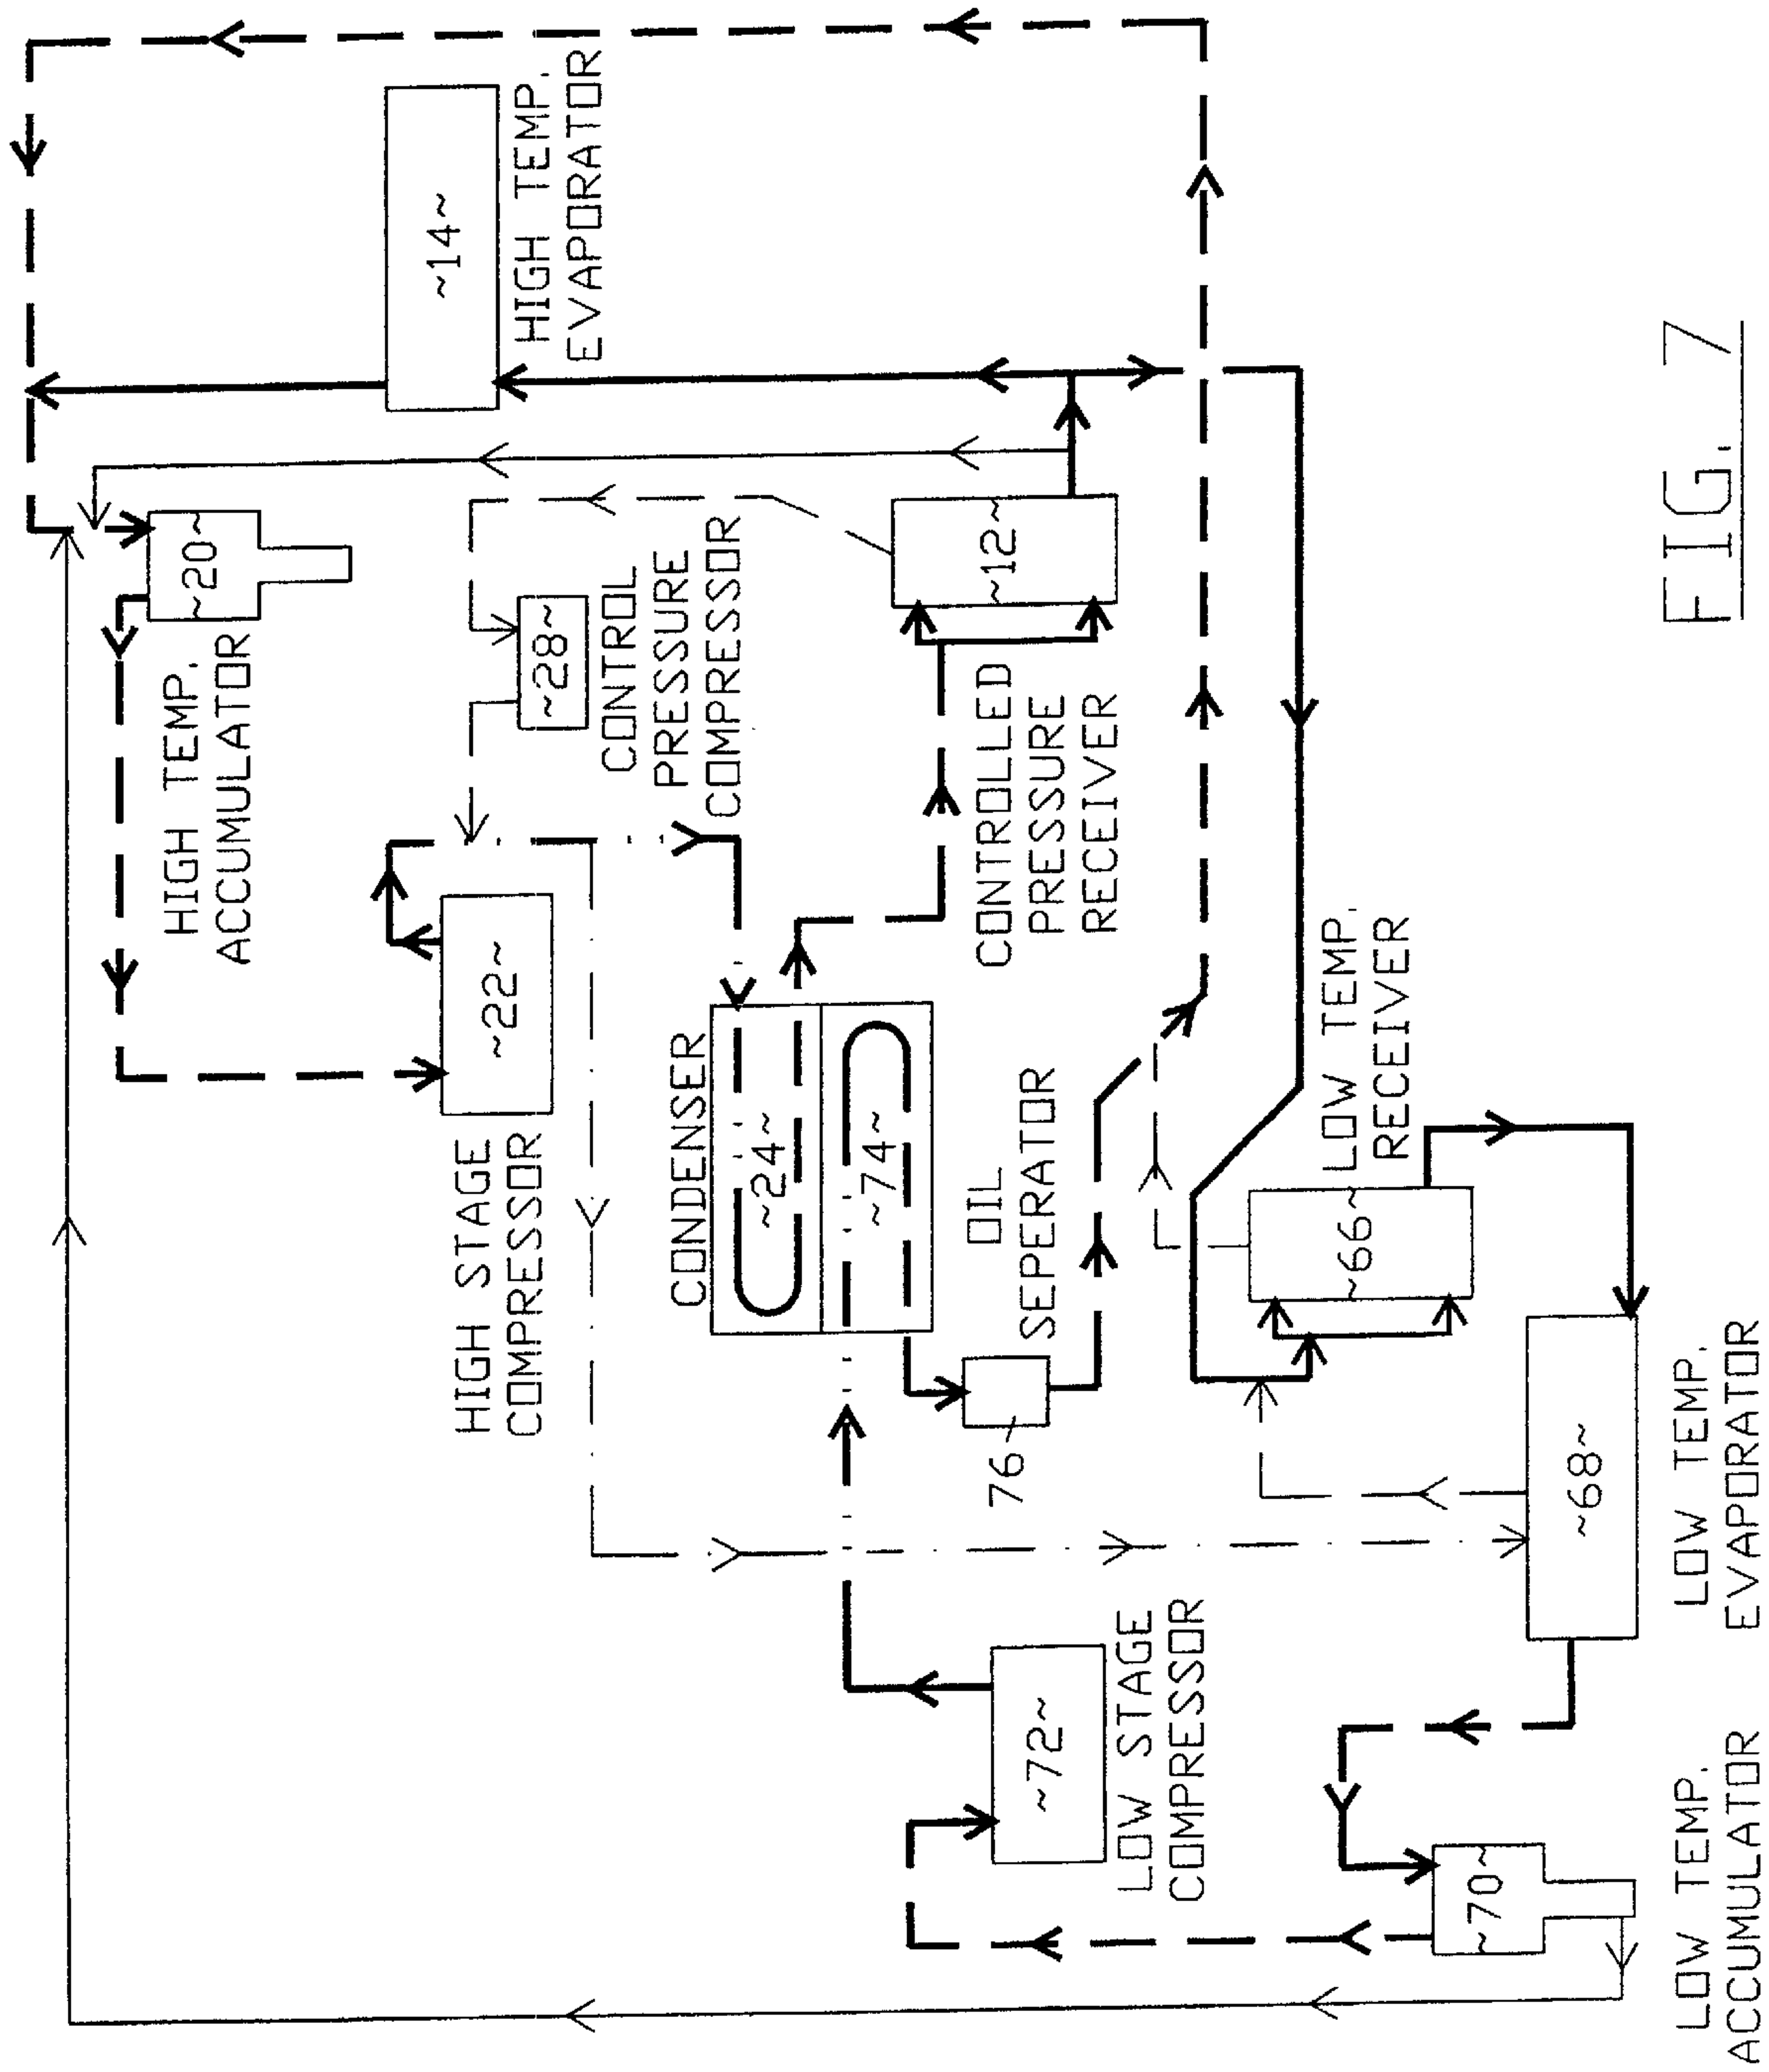 ~20~
HIGH TEMP.
ACCUMULATOR
~14~
HIGH TEMP.
EVAPORATOR
~22~
HIGH STAGE
COMPRESSOR
~28~
CONTROL
PRESSURE
COMPRESSOR
CONDENSER
~24~
~74~
76
OIL
SEPERATOR
~12~
CONTROLLED
PRESSURE
RECEIVER
~72~
LOW STAGE
COMPRESSOR
LOW TEMP.
RECEIVER
~66~
~70~
LOW TEMP.
ACCUMULATOR
~68~
LOW TEMP.
EVAPORATOR
FIG. 7